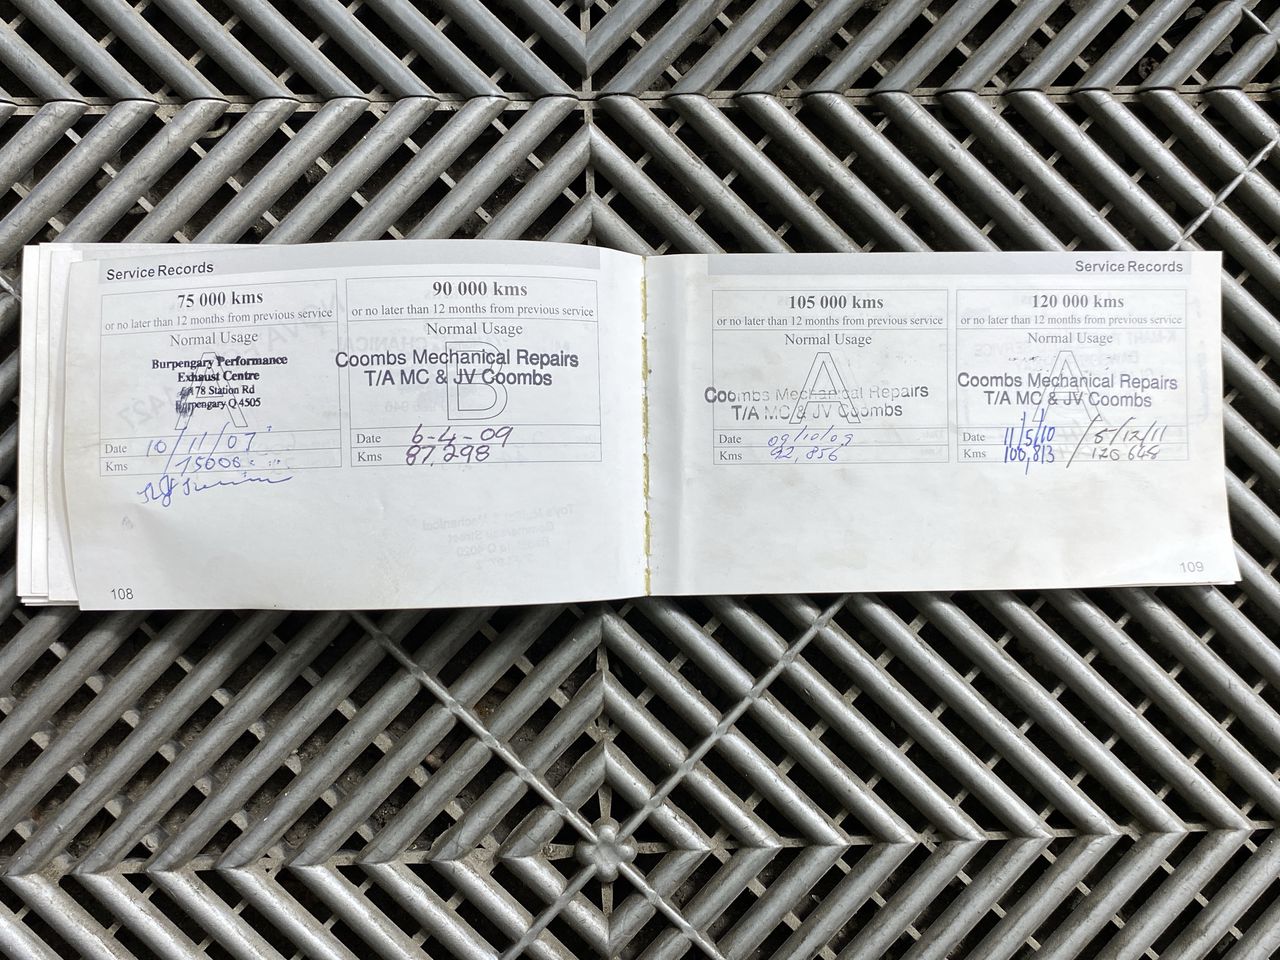 Service Records
75 000 kms
or no later than 12 months from previous service
Normal Usage
A
Burpengary Performance
Exhaust Centre
178 Station Rd
Burpengary Q 4505
Date 10/11/07
Kms 75000
108
90 000 kms
or no later than 12 months from previous service
Normal Usage
B
Coombs Mechanical Repairs
T/A MC & JV Coombs
Date 6-4-09
Kms 87,298
Service Records
105 000 kms
or no later than 12 months from previous service
Normal Usage
A
Coombs Mechanical Repairs
T/A MC & JV Coombs
Date 09/10/09
Kms 92,856
120 000 kms
or no later than 12 months from previous service
Normal Usage
A
Coombs Mechanical Repairs
T/A MC & JV Coombs
Date 11/5/10 / 5/12/11
Kms 100,813 / 120 648
109